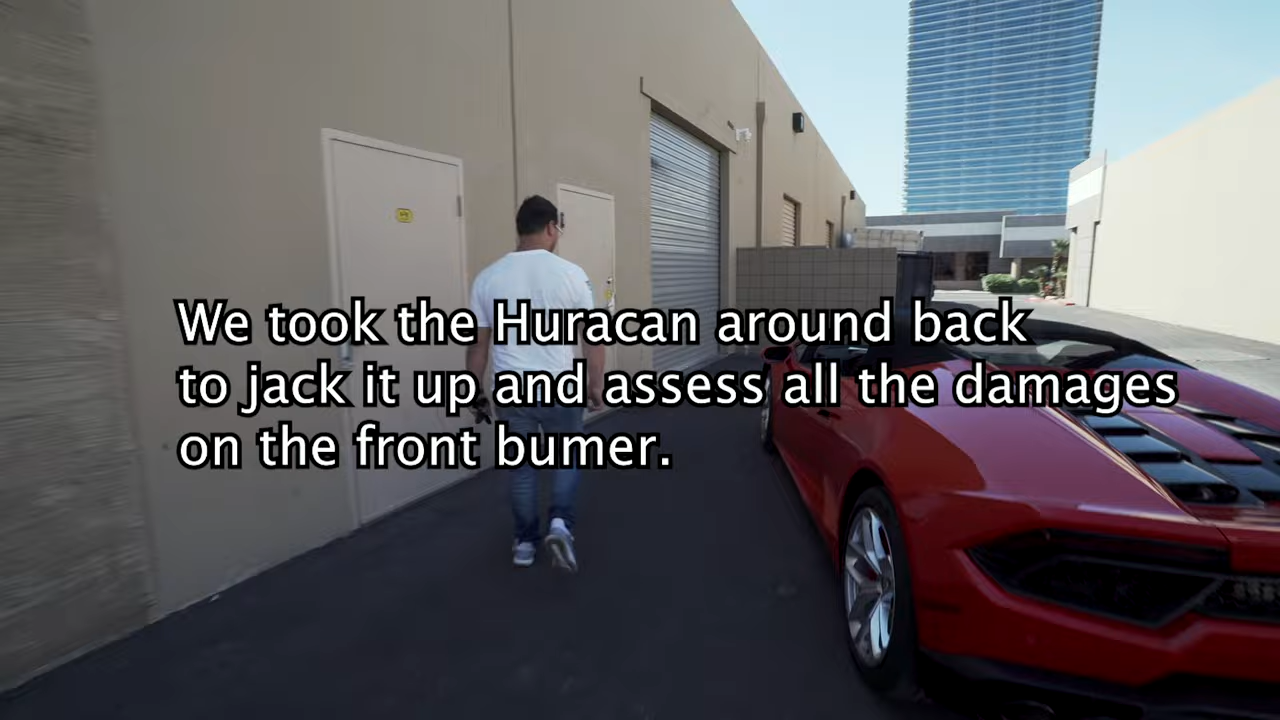 We took the Huracan around back
to jack it up and assess all the damages
on the front bumer.